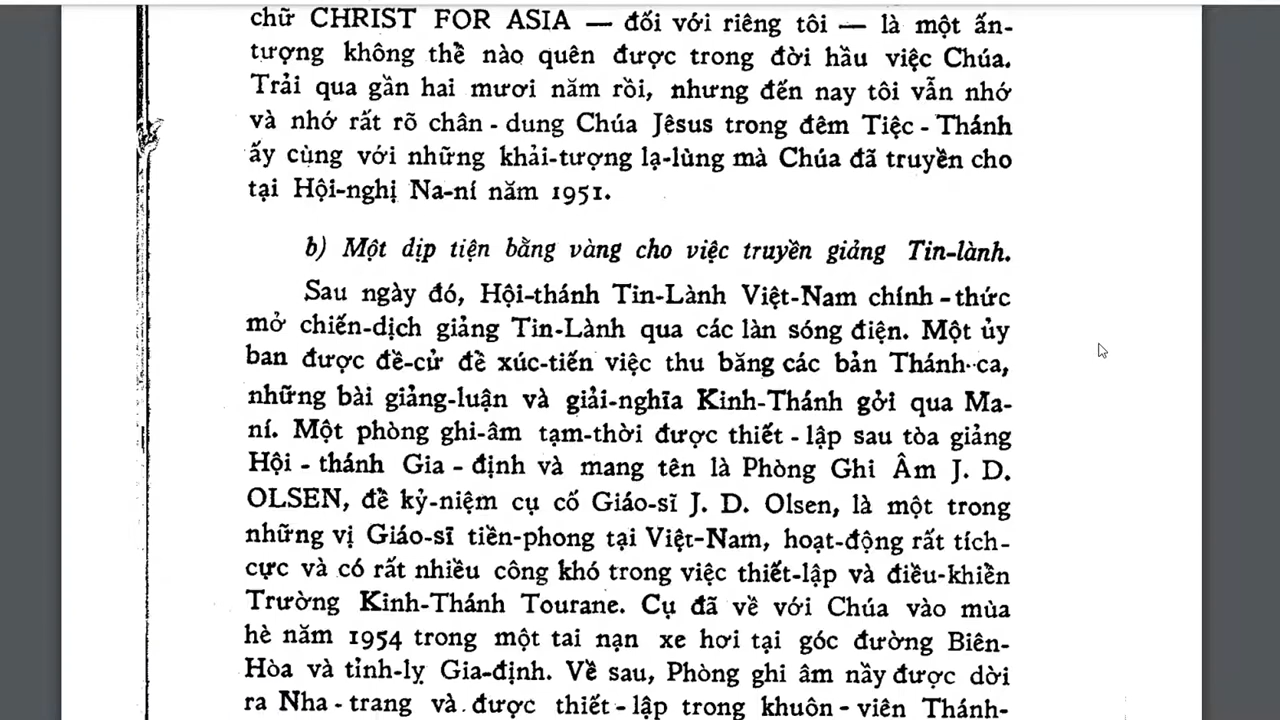 chữ CHRIST FOR ASIA — đối với riêng tôi — là một ấn-
tượng không thể nào quên được trong đời hầu việc Chúa.
Trải qua gần hai mươi năm rồi, nhưng đến nay tôi vẫn nhớ
và nhớ rất rõ chân - dung Chúa Jêsus trong đêm Tiệc - Thánh
ấy cùng với những khải-tượng lạ-lùng mà Chúa đã truyền cho
tại Hội-nghị Na-ní năm 1951.
b) Một dịp tiện bằng vàng cho việc truyền giảng Tin-lành.
Sau ngày đó, Hội-thánh Tin-Lành Việt-Nam chính - thức
mở chiến-dịch giảng Tin-Lành qua các làn sóng điện. Một ủy
ban được đề-cử để xúc-tiến việc thu băng các bản Thánh-ca,
những bài giảng-luận và giải-nghĩa Kinh-Thánh gởi qua Ma-
ní. Một phòng ghi-âm tạm-thời được thiết - lập sau tòa giảng
Hội - thánh Gia - định và mang tên là Phòng Ghi Âm J. D.
OLSEN, để kỷ-niệm cụ cố Giáo-sĩ J. D. Olsen, là một trong
những vị Giáo-sĩ tiền-phong tại Việt-Nam, hoạt-động rất tích-
cực và có rất nhiều công khó trong việc thiết-lập và điều-khiển
Trường Kinh-Thánh Tourane. Cụ đã về với Chúa vào mùa
hè năm 1954 trong một tai nạn xe hơi tại góc đường Biên-
Hòa và tỉnh-lỵ Gia-định. Về sau, Phòng ghi âm nầy được dời
ra Nha - trang và được thiết - lập trong khuôn - viên Thánh-